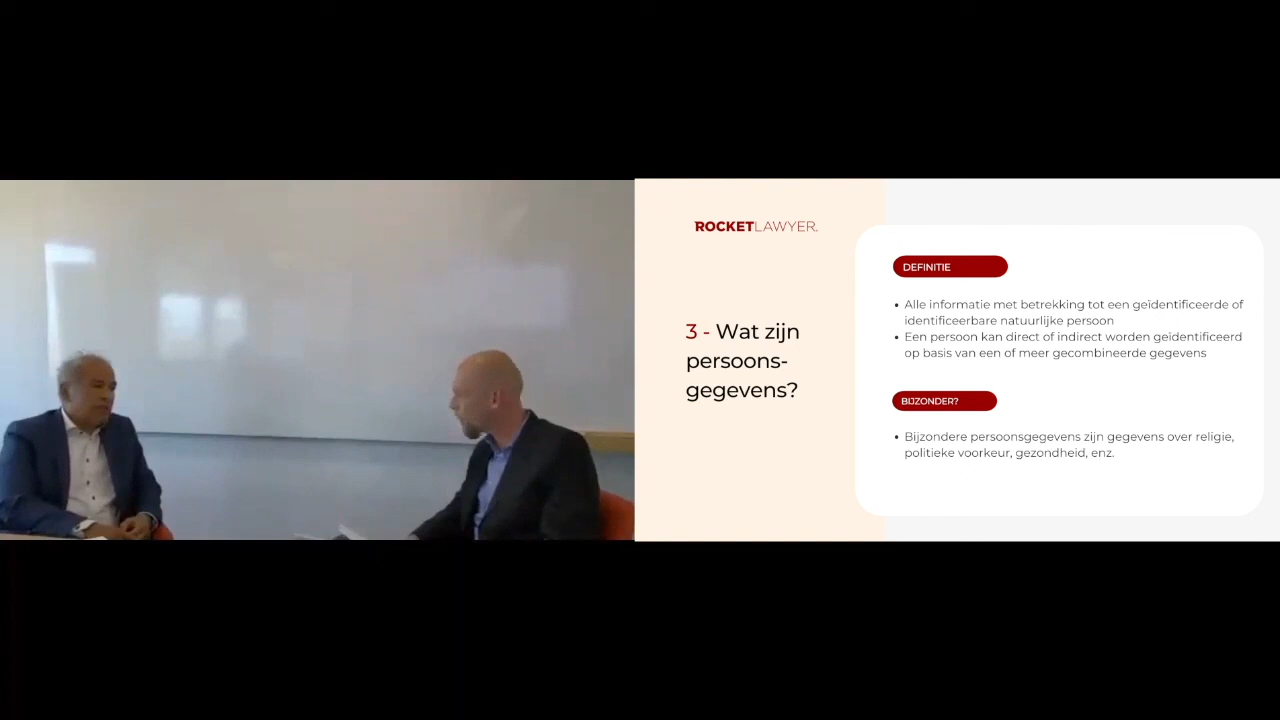 ROCKETLAWYER.
3 - Wat zijn
persoons-
gegevens?
DEFINITIE
• Alle informatie met betrekking tot een geïdentificeerde of
identificeerbare natuurlijke persoon
• Een persoon kan direct of indirect worden geïdentificeerd
op basis van een of meer gecombineerde gegevens
BIJZONDER?
• Bijzondere persoonsgegevens zijn gegevens over religie,
politieke voorkeur, gezondheid, enz.